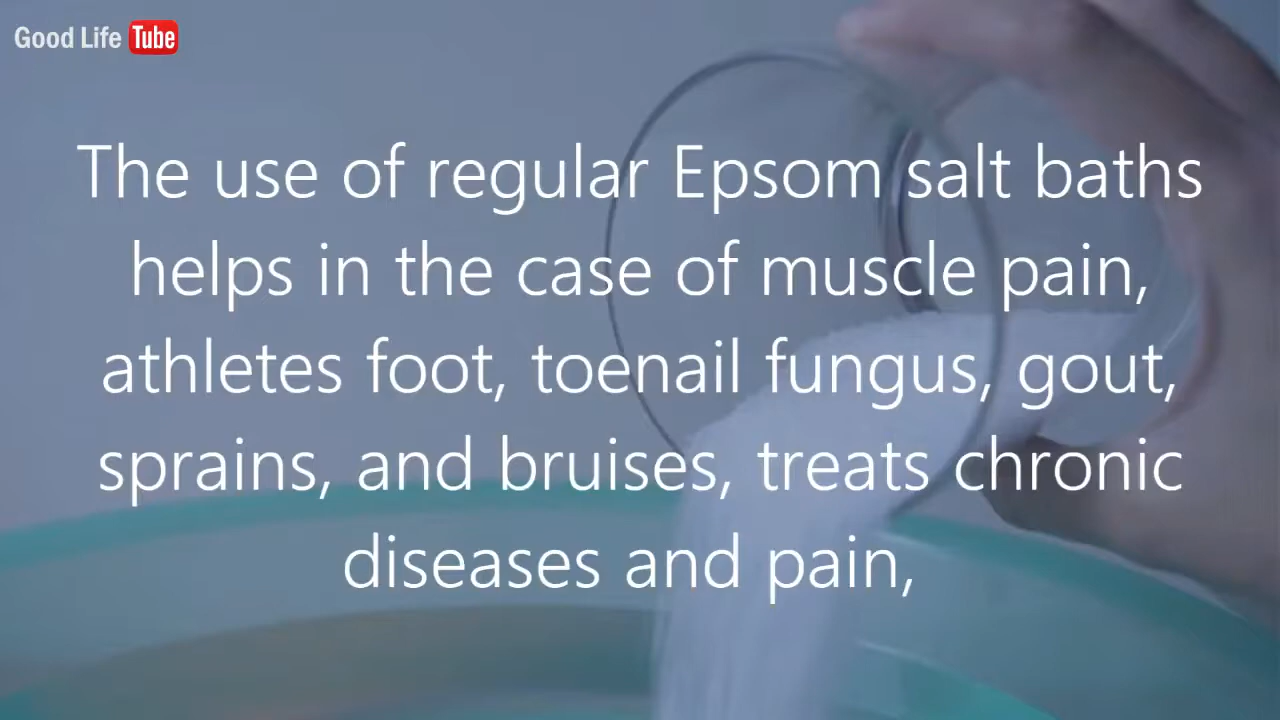 Good Life Tube
The use of regular Epsom salt baths
helps in the case of muscle pain,
athletes foot, toenail fungus, gout,
sprains, and bruises, treats chronic
diseases and pain,